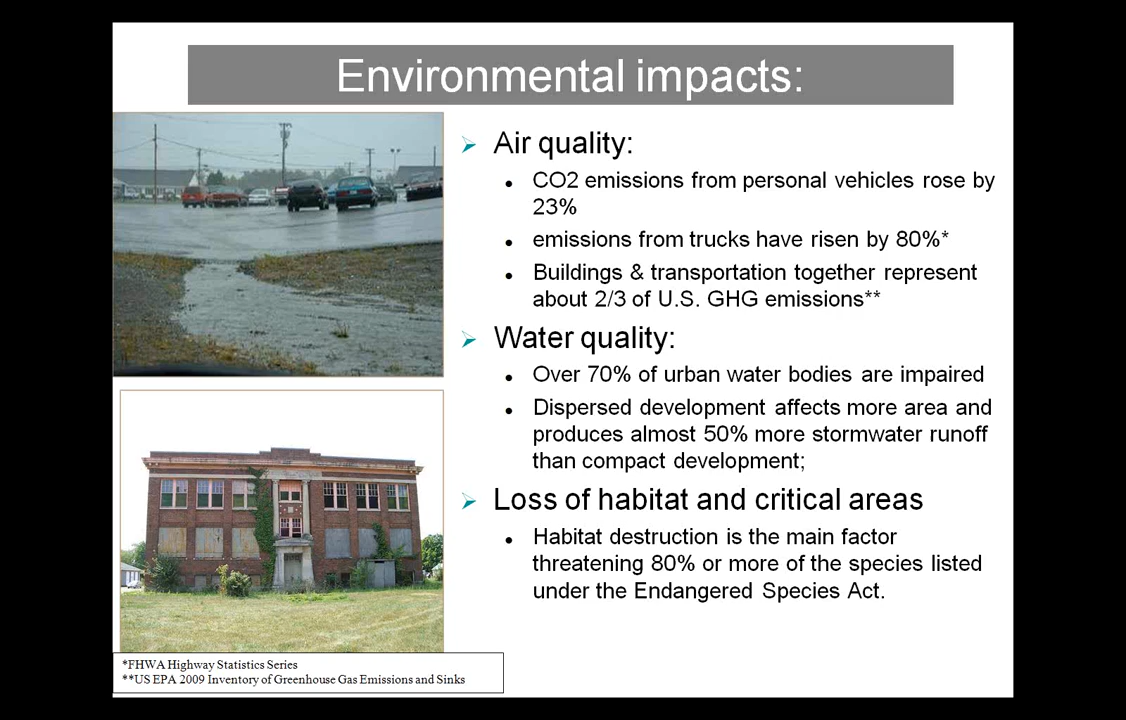 Environmental impacts:
Air quality:
CO2 emissions from personal vehicles rose by
23%
emissions from trucks have risen by 80%*
Buildings & transportation together represent
about 2/3 of U.S. GHG emissions**
Water quality:
Over 70% of urban water bodies are impaired
Dispersed development affects more area and
produces almost 50% more stormwater runoff
than compact development;
Loss of habitat and critical areas
Habitat destruction is the main factor
threatening 80% or more of the species listed
under the Endangered Species Act.
*FHWA Highway Statistics Series
**US EPA 2009 Inventory of Greenhouse Gas Emissions and Sinks